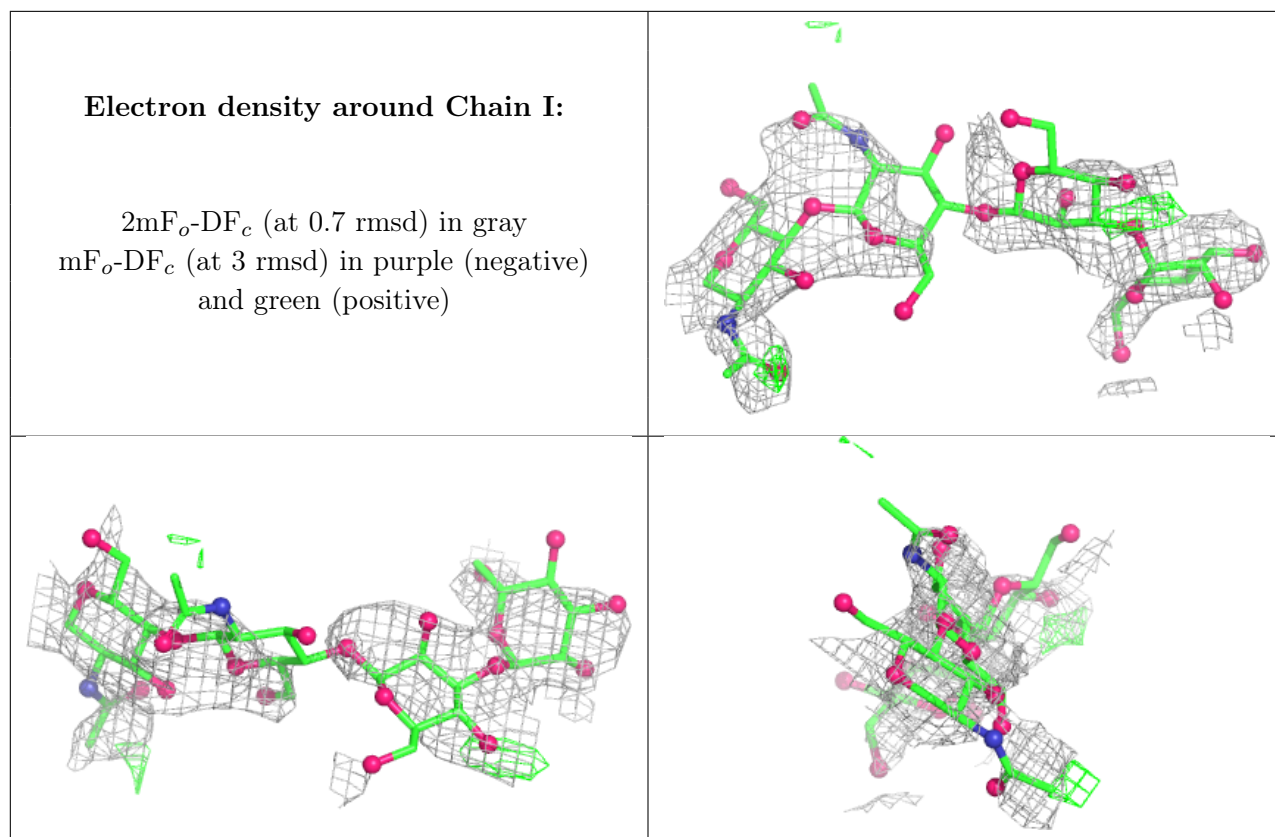 Electron density around Chain I:
2mFo-DFc (at 0.7 rmsd) in gray
mFo-DFc (at 3 rmsd) in purple (negative)
and green (positive)